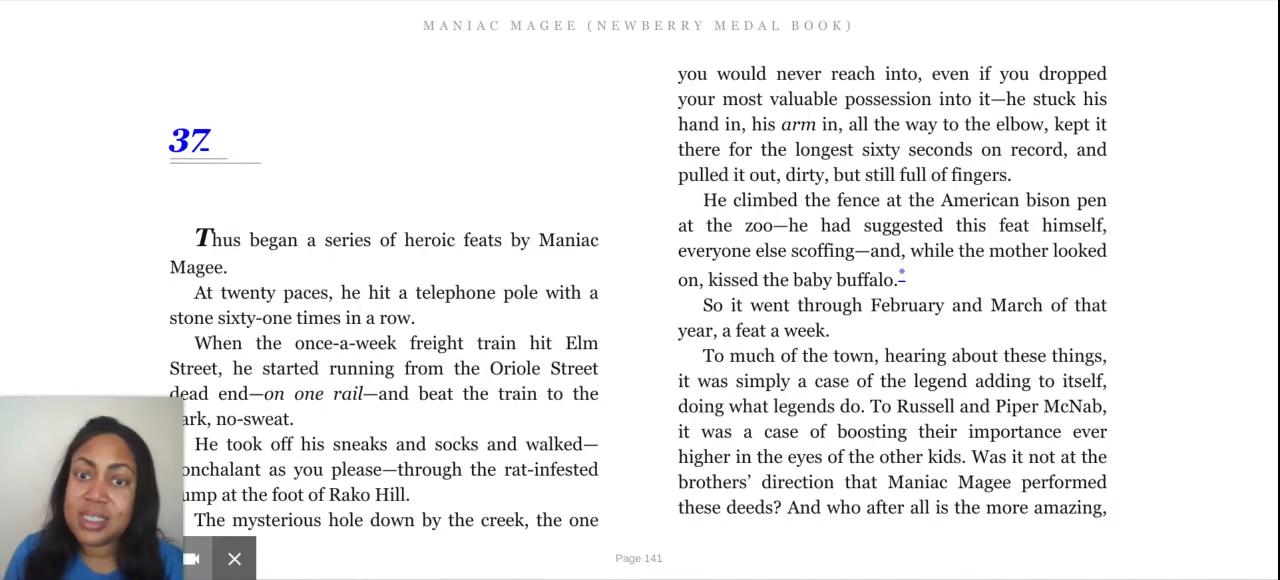 MANIAC MAGEE (NEWBERRY MEDAL BOOK)
37
Thus began a series of heroic feats by Maniac
Magee.
At twenty paces, he hit a telephone pole with a
stone sixty-one times in a row.
When the once-a-week freight train hit Elm
Street, he started running from the Oriole Street
dead end—on one rail—and beat the train to the
ark, no-sweat.
He took off his sneaks and socks and walked—
onchalant as you please—through the rat-infested
ump at the foot of Rako Hill.
The mysterious hole down by the creek, the one
you would never reach into, even if you dropped
your most valuable possession into it—he stuck his
hand in, his arm in, all the way to the elbow, kept it
there for the longest sixty seconds on record, and
pulled it out, dirty, but still full of fingers.
He climbed the fence at the American bison pen
at the zoo—he had suggested this feat himself,
everyone else scoffing—and, while the mother looked
on, kissed the baby buffalo.*
So it went through February and March of that
year, a feat a week.
To much of the town, hearing about these things,
it was simply a case of the legend adding to itself,
doing what legends do. To Russell and Piper McNab,
it was a case of boosting their importance ever
higher in the eyes of the other kids. Was it not at the
brothers’ direction that Maniac Magee performed
these deeds? And who after all is the more amazing,
Page 141